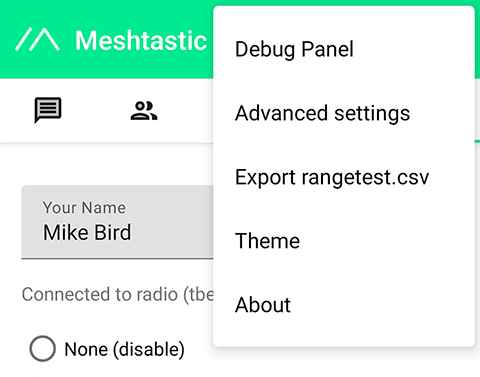 Meshtastic
Debug Panel
Advanced settings
Export rangetest.csv
Theme
About
Your Name
Mike Bird
Connected to radio (tbe
None (disable)